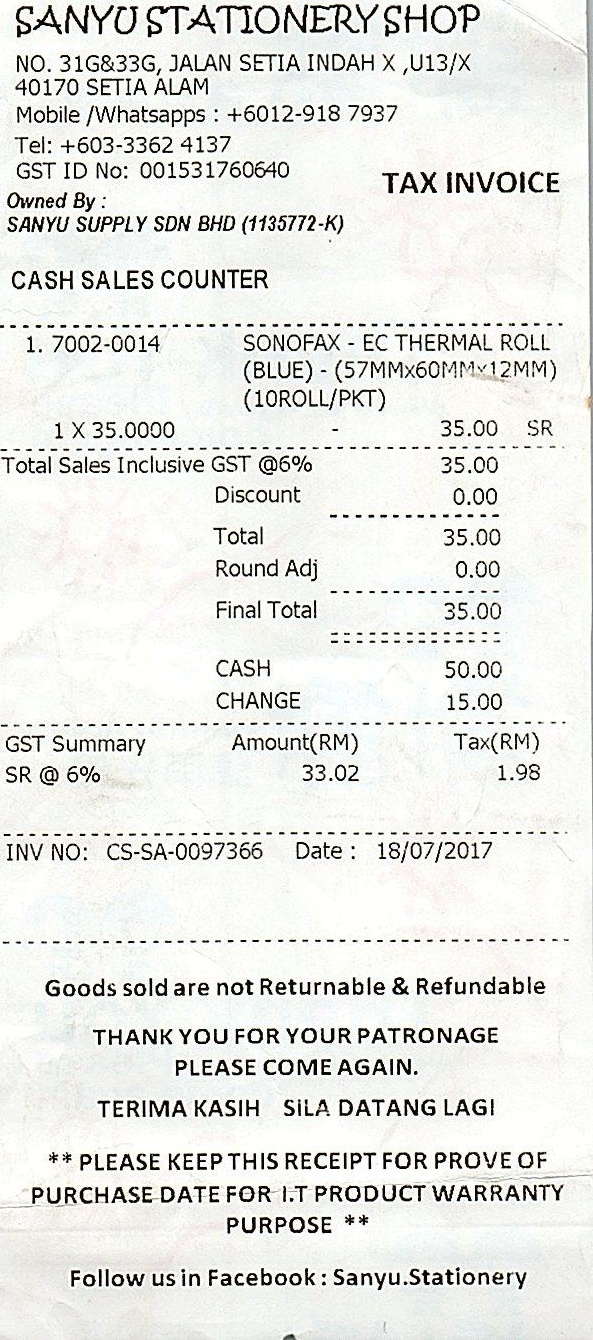 SANYU STATIONERY SHOP
NO. 31G&33G, JALAN SETIA INDAH X ,U13/X
40170 SETIA ALAM
Mobile /Whatsapps : +6012-918 7937
Tel: +603-3362 4137
GST ID No: 001531760640
TAX INVOICE
Owned By :
SANYU SUPPLY SDN BHD (1135772-K)
CASH SALES COUNTER
1. 7002-0014 SONOFAX - EC THERMAL ROLL
(BLUE) - (57MMx60MMx12MM)
(10ROLL/PKT)
1 X 35.0000 - 35.00 SR
Total Sales Inclusive GST @6% 35.00
Discount 0.00
Total 35.00
Round Adj 0.00
Final Total 35.00
CASH 50.00
CHANGE 15.00
GST Summary Amount(RM) Tax(RM)
SR @ 6% 33.02 1.98
INV NO: CS-SA-0097366 Date : 18/07/2017
Goods sold are not Returnable & Refundable
THANK YOU FOR YOUR PATRONAGE
PLEASE COME AGAIN.
TERIMA KASIH SiLA DATANG LAGI
** PLEASE KEEP THIS RECEIPT FOR PROVE OF
PURCHASE DATE FOR I.T PRODUCT WARRANTY
PURPOSE **
Follow us in Facebook : Sanyu.Stationery